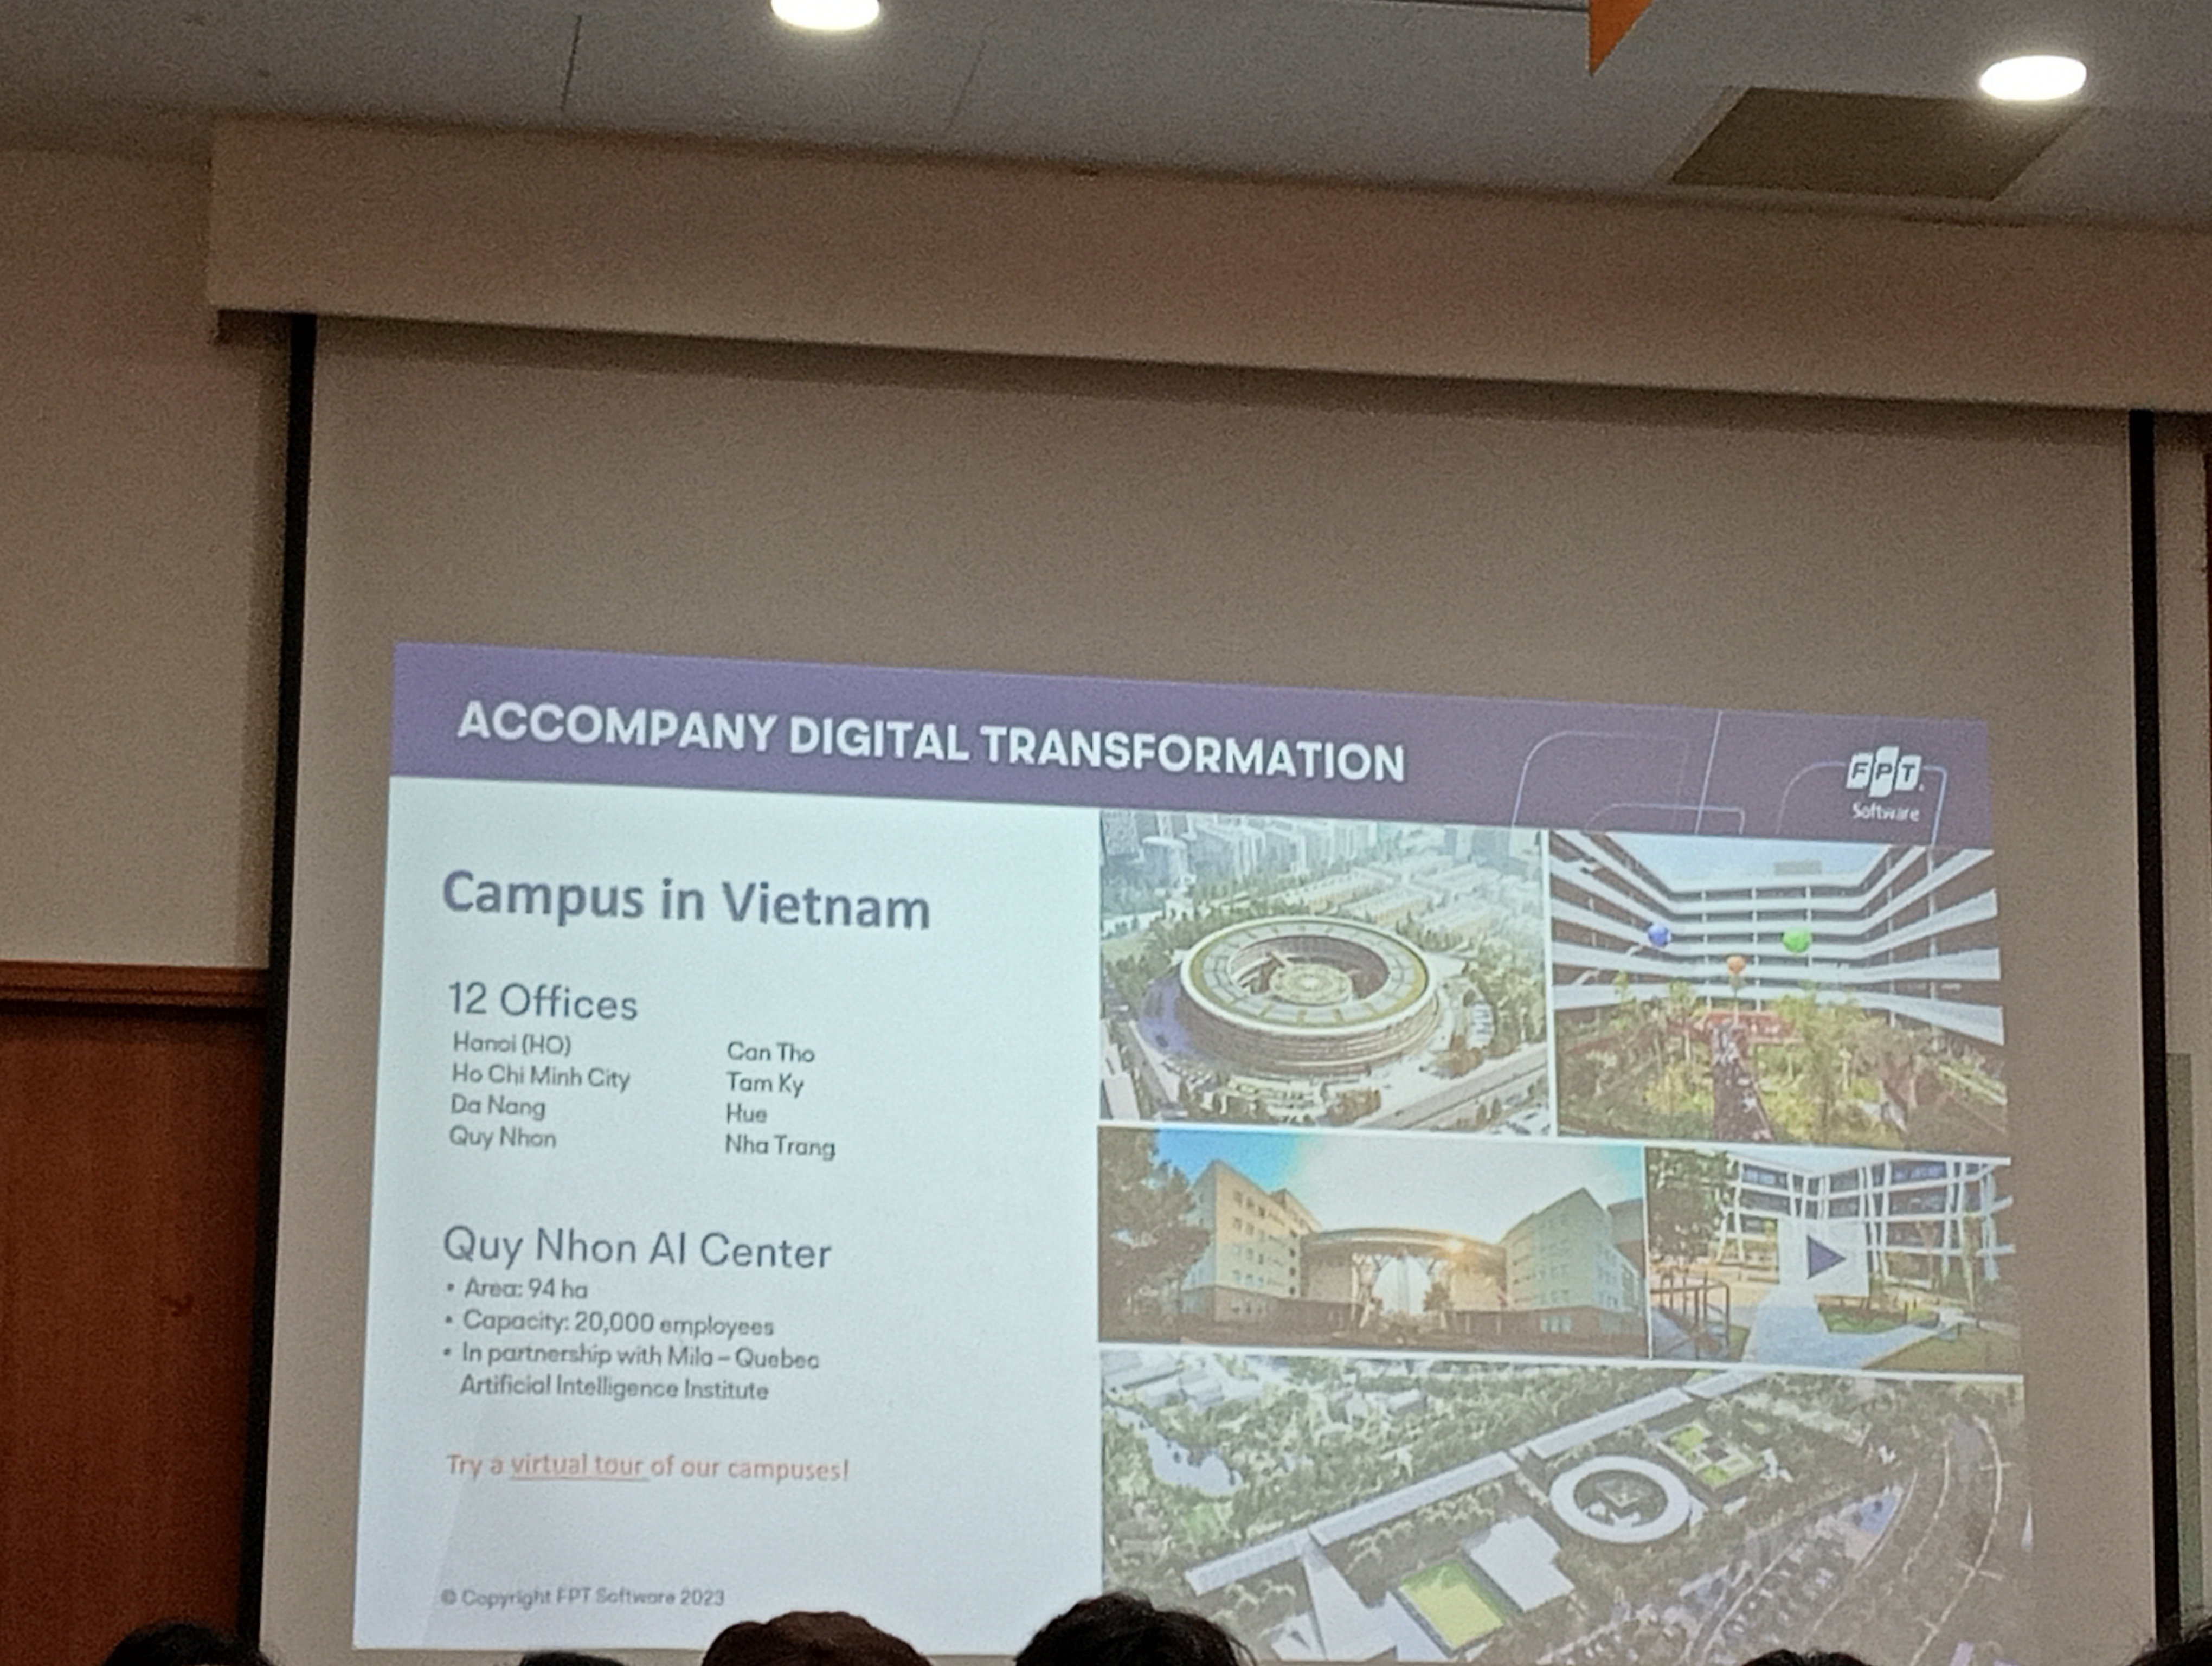 ACCOMPANY DIGITAL TRANSFORMATION
FPT
Software
Campus in Vietnam
12 Offices
Hanoi (HO)
Ho Chi Minh City
Da Nang
Quy Nhon
Can Tho
Tam Ky
Hue
Nha Trang
Quy Nhon AI Center
• Area: 94 ha
• Capacity: 20,000 employees
• In partnership with Mila – Quebec
Artificial Intelligence Institute
Try a virtual tour of our campuses!
© Copyright FPT Software 2023